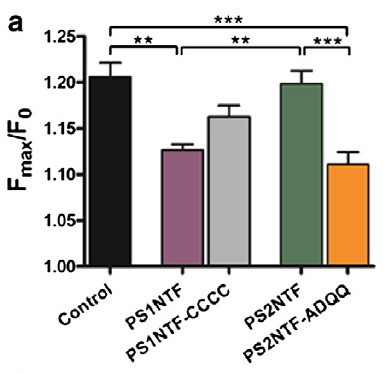 a
***
** ** ***
1.25
1.20
1.15
1.10
1.05
1.00
Fmax/F0
Control
PS1NTF
PS1NTF-CCCC
PS2NTF
PS2NTF-ADQQ